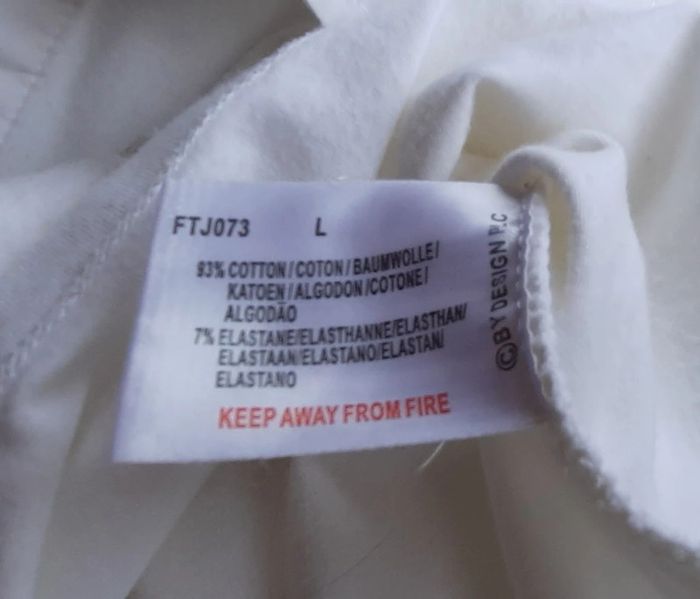 FTJ073 L
93% COTTON/COTON/BAUMWOLLE/
KATOEN/ALGODON/COTONE/
ALGODÃO
7% ELASTANE/ELASTHANNE/ELASTHAN/
ELASTAAN/ELASTANO/ELASTAN/
ELASTANO
KEEP AWAY FROM FIRE
©BY DESIGN P.C